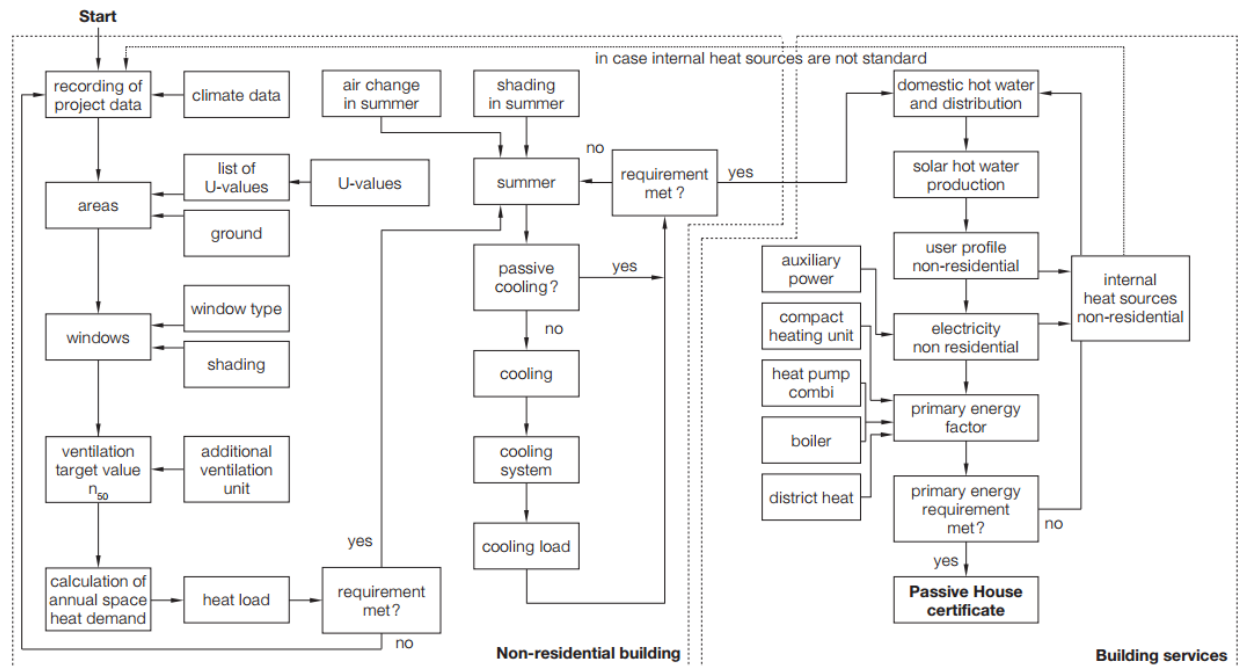 Start
in case internal heat sources are not standard
recording of
project data
climate data
air change
in summer
shading
in summer
domestic hot water
and distribution
list of
U-values
U-values
areas
ground
no
summer
requirement
met ?
yes
solar hot water
production
passive
cooling ?
yes
no
auxiliary
power
user profile
non-residential
internal
heat sources
non-residential
window type
windows
shading
compact
heating unit
electricity
non residential
cooling
heat pump
combi
primary energy
factor
boiler
ventilation
target value
n50
additional
ventilation
unit
cooling
system
district heat
primary energy
requirement
met?
no
yes
cooling load
yes
calculation of
annual space
heat demand
heat load
requirement
met ?
no
Passive House
certificate
Non-residential building
Building services